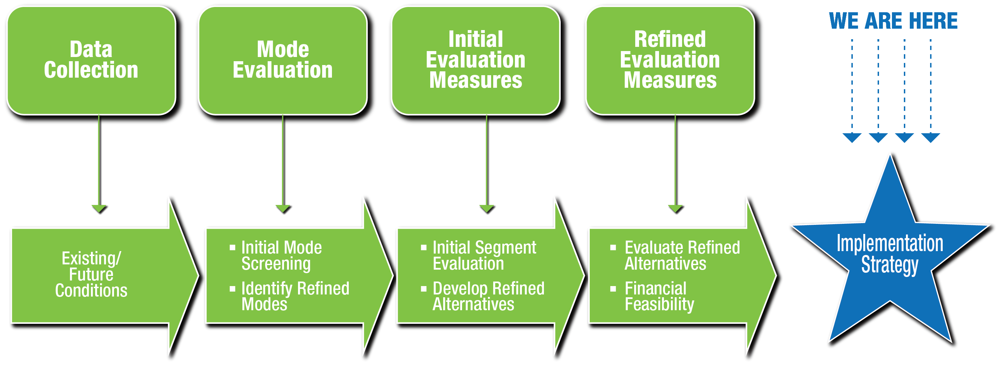 Data
Collection
Mode
Evaluation
Initial
Evaluation
Measures
Refined
Evaluation
Measures
WE ARE HERE
Existing/
Future
Conditions
▪ Initial Mode
Screening
▪ Identify Refined
Modes
▪ Initial Segment
Evaluation
▪ Develop Refined
Alternatives
▪ Evaluate Refined
Alternatives
▪ Financial
Feasibility
Implementation
Strategy